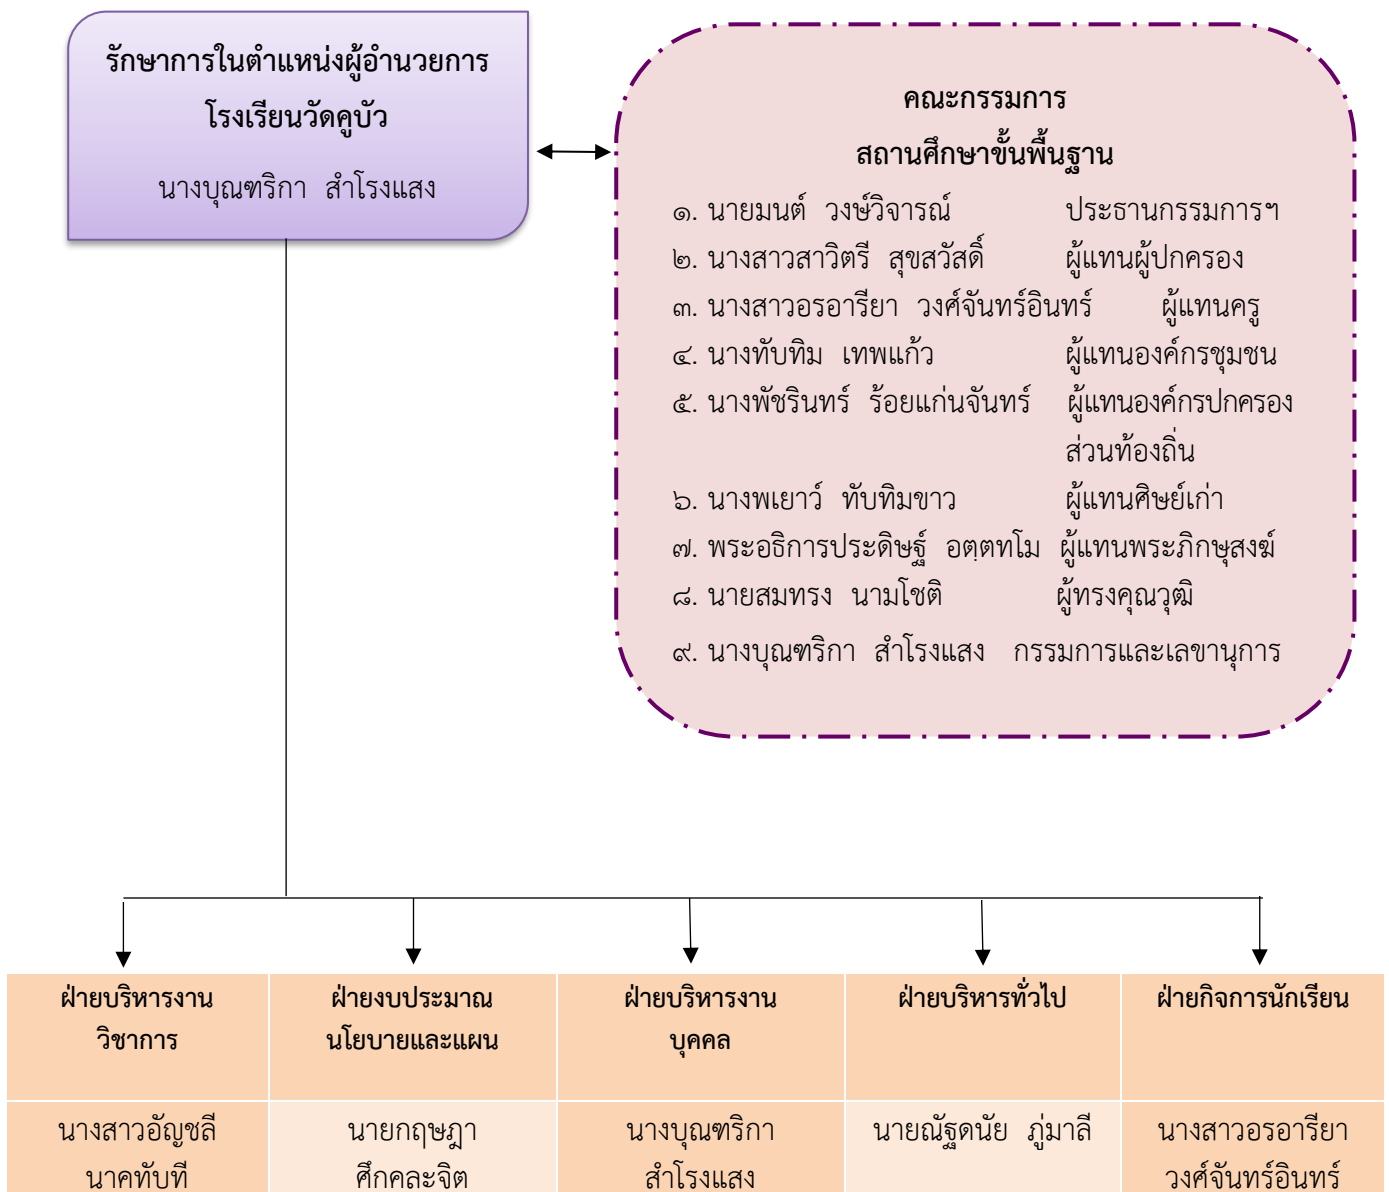 รักษาการในตำแหน่งผู้อำนวยการ
โรงเรียนวัดคูบัว
นางบุณฑริกา สำโรงแสง
คณะกรรมการ
สถานศึกษาขั้นพื้นฐาน
๑. นายมนต์ วงษ์วิจารณ์ ประธานกรรมการฯ
๒. นางสาวสาวิตรี สุขสวัสดิ์ ผู้แทนผู้ปกครอง
๓. นางสาวอรอารียา วงศ์จันทร์อินทร์ ผู้แทนครู
๔. นางทับทิม เทพแก้ว ผู้แทนองค์กรชุมชน
๕. นางพัชรินทร์ ร้อยแก่นจันทร์ ผู้แทนองค์กรปกครอง
ส่วนท้องถิ่น
๖. นางพเยาว์ ทับทิมขาว ผู้แทนศิษย์เก่า
๗. พระอธิการประดิษฐ์ อตฺตทโม ผู้แทนพระภิกษุสงฆ์
๘. นายสมทรง นามโชติ ผู้ทรงคุณวุฒิ
๙. นางบุณฑริกา สำโรงแสง กรรมการและเลขานุการ
ฝ่ายบริหารงาน
วิชาการ
ฝ่ายงบประมาณ
นโยบายและแผน
ฝ่ายบริหารงาน
บุคคล
ฝ่ายบริหารทั่วไป
ฝ่ายกิจการนักเรียน
นางสาวอัญชลี
นาคทับที
นายกฤษฎา
ศึกคละจิต
นางบุณฑริกา
สำโรงแสง
นายณัฐดนัย ภู่มาลี
นางสาวอรอารียา
วงศ์จันทร์อินทร์